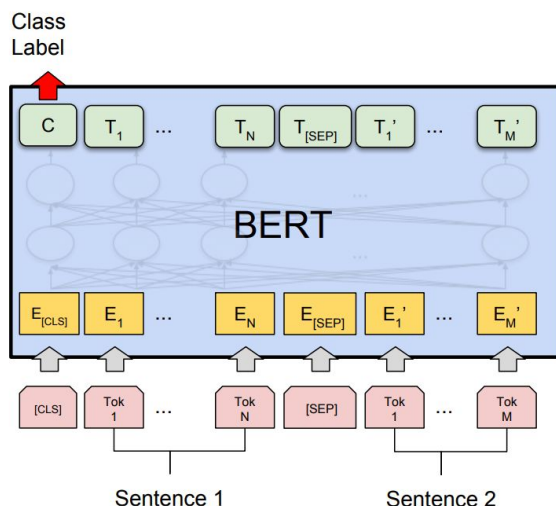 Class
Label
C T1 ... TN T[SEP] T1’ ... TM’
...
BERT
...
E[CLS] E1 ... EN E[SEP] E1’ ... EM’
[CLS] Tok 1 ... Tok N [SEP] Tok 1 ... Tok M
Sentence 1 Sentence 2